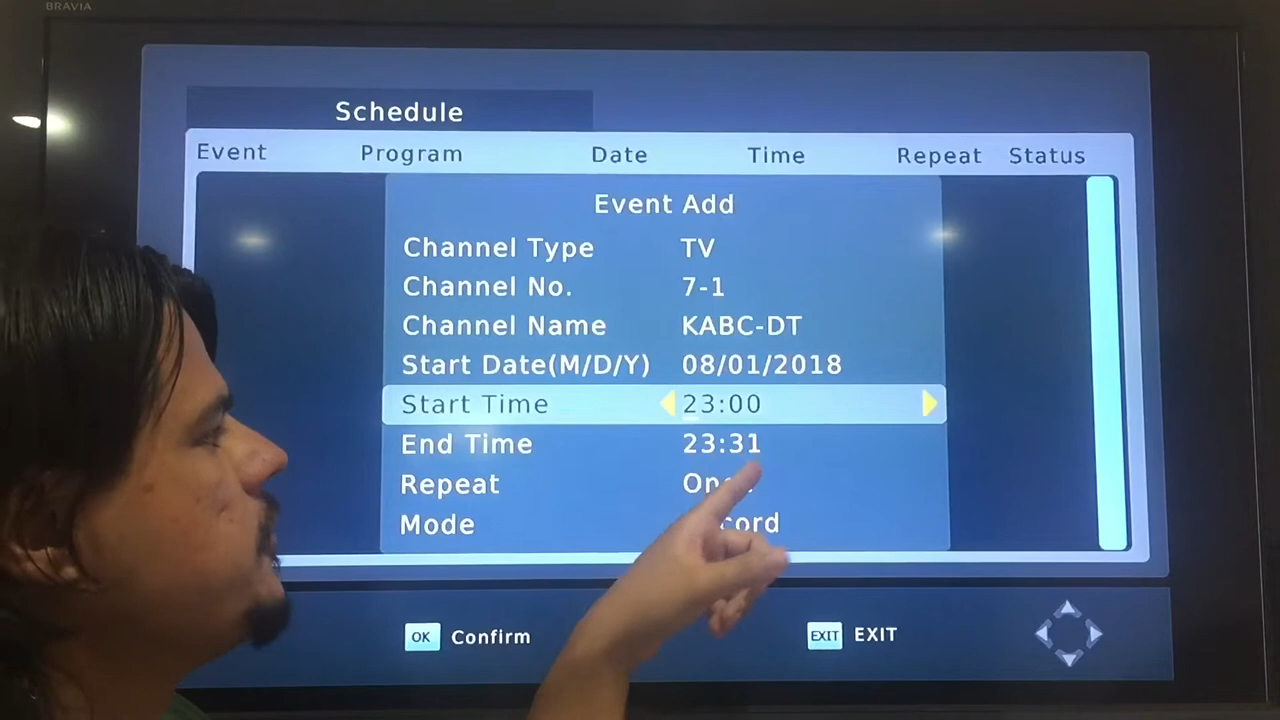 BRAVIA
Schedule
Event Program Date Time Repeat Status
Event Add
Channel Type TV
Channel No. 7-1
Channel Name KABC-DT
Start Date(M/D/Y) 08/01/2018
Start Time 23:00
End Time 23:31
Repeat
Mode
OK Confirm EXIT EXIT